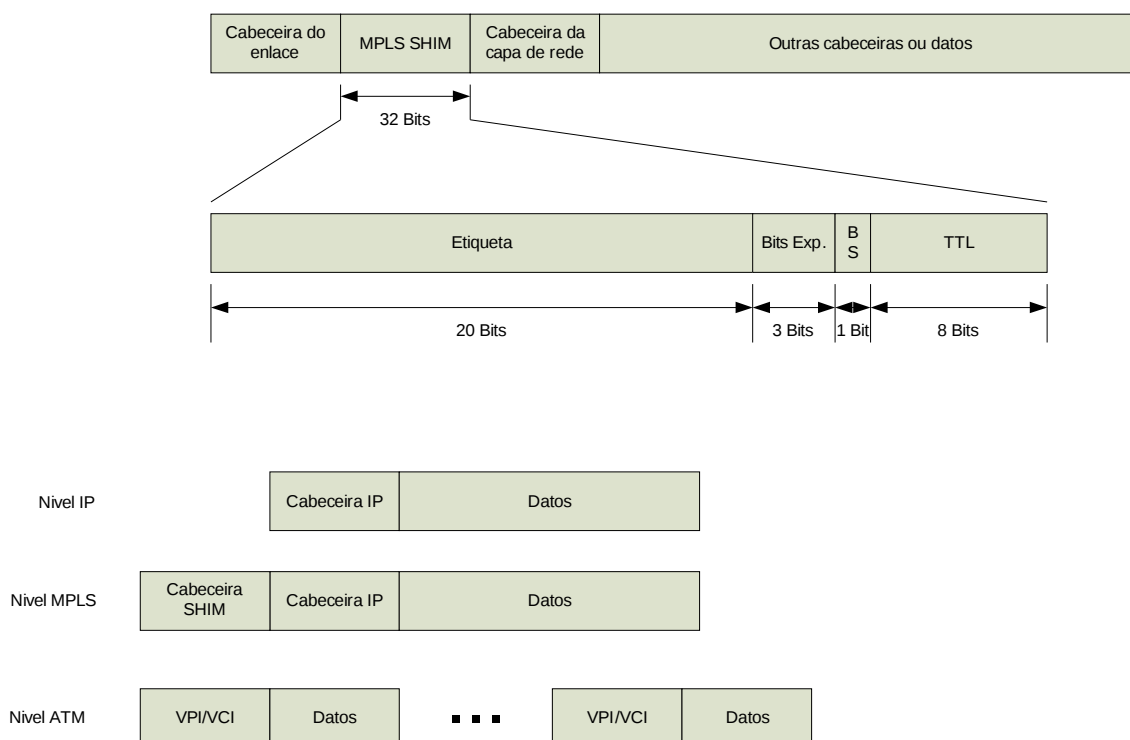 Cabeceira do
enlace
MPLS SHIM
Cabeceira da
capa de rede
Outras cabeceiras ou datos
32 Bits
Etiqueta
Bits Exp.
B
S
TTL
20 Bits
3 Bits
1 Bit
8 Bits
Nivel IP
Cabeceira IP
Datos
Nivel MPLS
Cabeceira
SHIM
Cabeceira IP
Datos
Nivel ATM
VPI/VCI
Datos
VPI/VCI
Datos